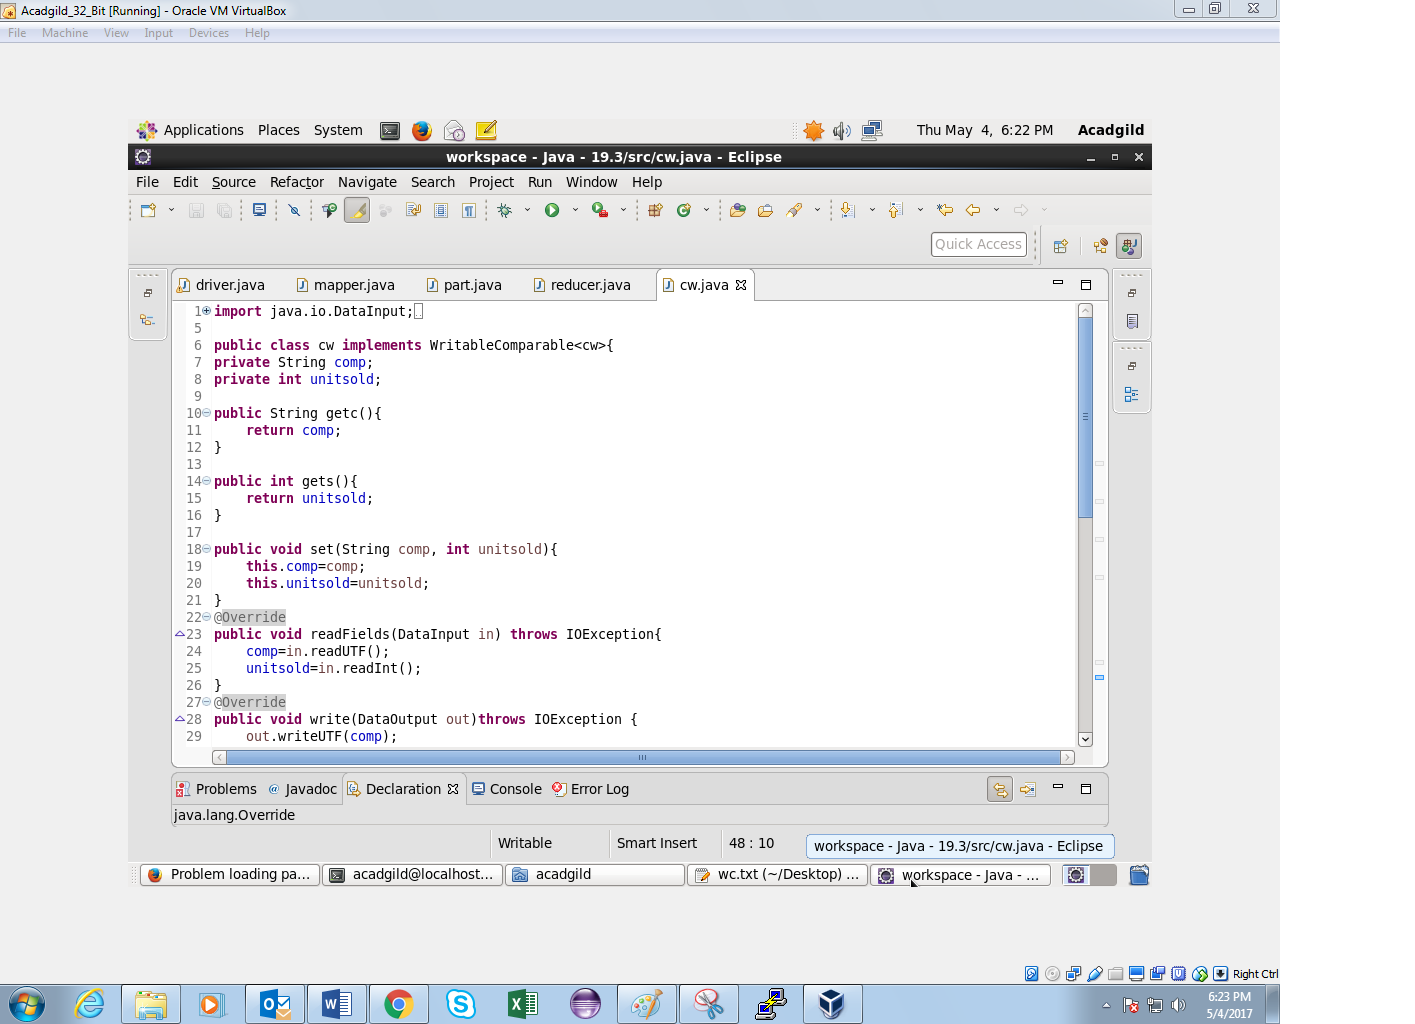 Acadgild_32_Bit [Running] - Oracle VM VirtualBox
File Machine View Input Devices Help
Applications Places System Thu May 4, 6:22 PM Acadgild
workspace - Java - 19.3/src/cw.java - Eclipse
File Edit Source Refactor Navigate Search Project Run Window Help
Quick Access
driver.java mapper.java part.java reducer.java cw.java
1 import java.io.DataInput;
5
6 public class cw implements WritableComparable<cw>{
7 private String comp;
8 private int unitsold;
9
10 public String getc(){
11 return comp;
12 }
13
14 public int gets(){
15 return unitsold;
16 }
17
18 public void set(String comp, int unitsold){
19 this.comp=comp;
20 this.unitsold=unitsold;
21 }
22 @Override
23 public void readFields(DataInput in) throws IOException{
24 comp=in.readUTF();
25 unitsold=in.readInt();
26 }
27 @Override
28 public void write(DataOutput out)throws IOException {
29 out.writeUTF(comp);
Problems @ Javadoc Declaration Console Error Log
java.lang.Override
Writable Smart Insert 48 : 10
workspace - Java - 19.3/src/cw.java - Eclipse
Problem loading pa... acadgild@localhost... acadgild wc.txt (~/Desktop) ... workspace - Java - ...
Right Ctrl
6:23 PM
5/4/2017